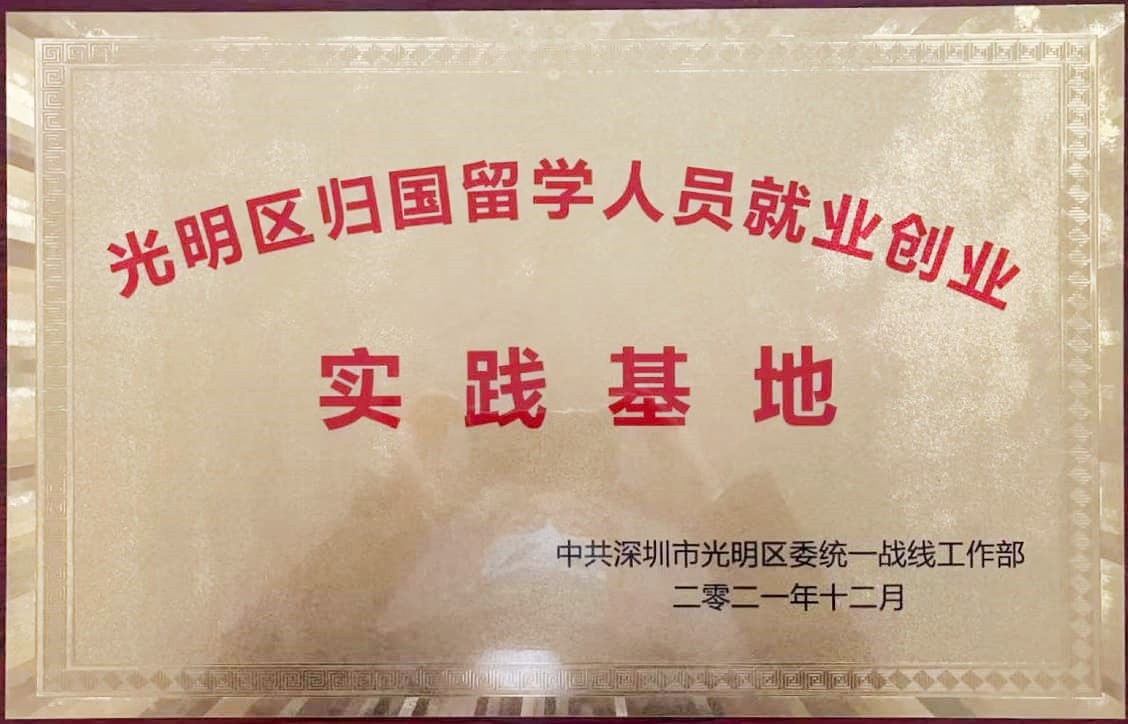 光明区归国留学人员就业创业
实践基地
中共深圳市光明区委统一战线工作部
二零二一年十二月